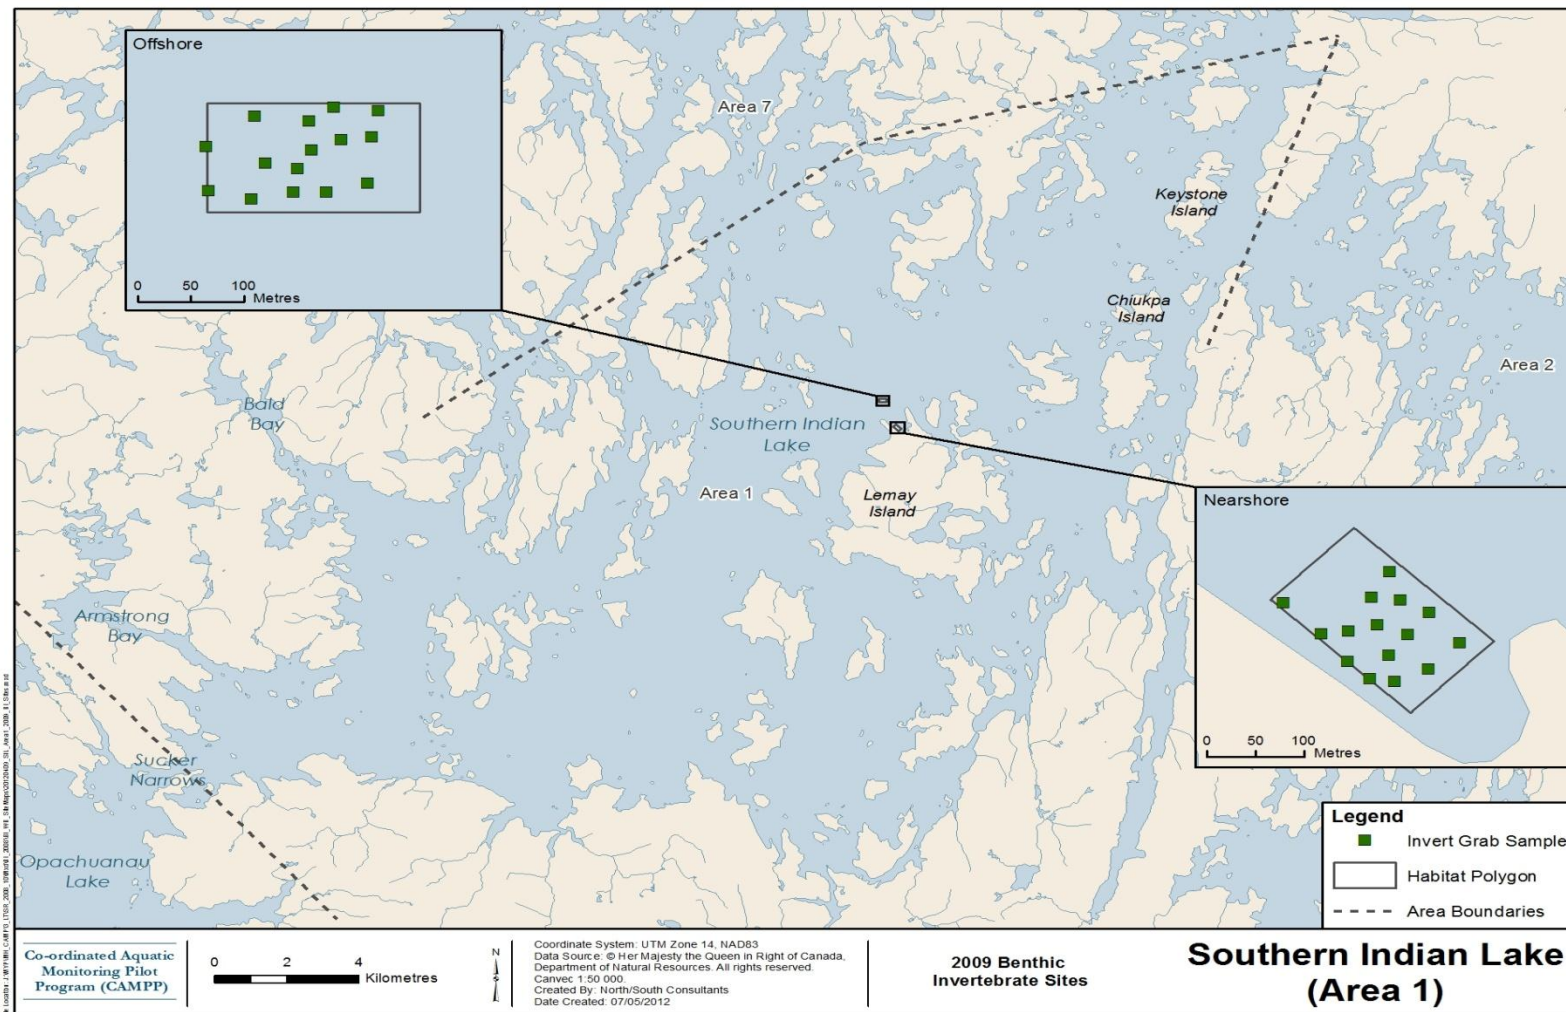 Offshore
0 50 100
Metres
Area 7
Keystone
Island
Chiukpa
Island
Area 2
Bald
Bay
Southern Indian
Lake
Area 1
Lemay
Island
Nearshore
0 50 100
Metres
Armstrong
Bay
Sucker
Narrows
Opachuanau
Lake
Legend
Invert Grab Sample
Habitat Polygon
Area Boundaries
Co-ordinated Aquatic
Monitoring Pilot
Program (CAMPP)
0 2 4
Kilometres
N
Coordinate System: UTM Zone 14, NAD83
Data Source: © Her Majesty the Queen in Right of Canada,
Department of Natural Resources. All rights reserved.
Canvec 1:50 000.
Created By: North/South Consultants
Date Created: 07/05/2012
2009 Benthic
Invertebrate Sites
Southern Indian Lake
(Area 1)